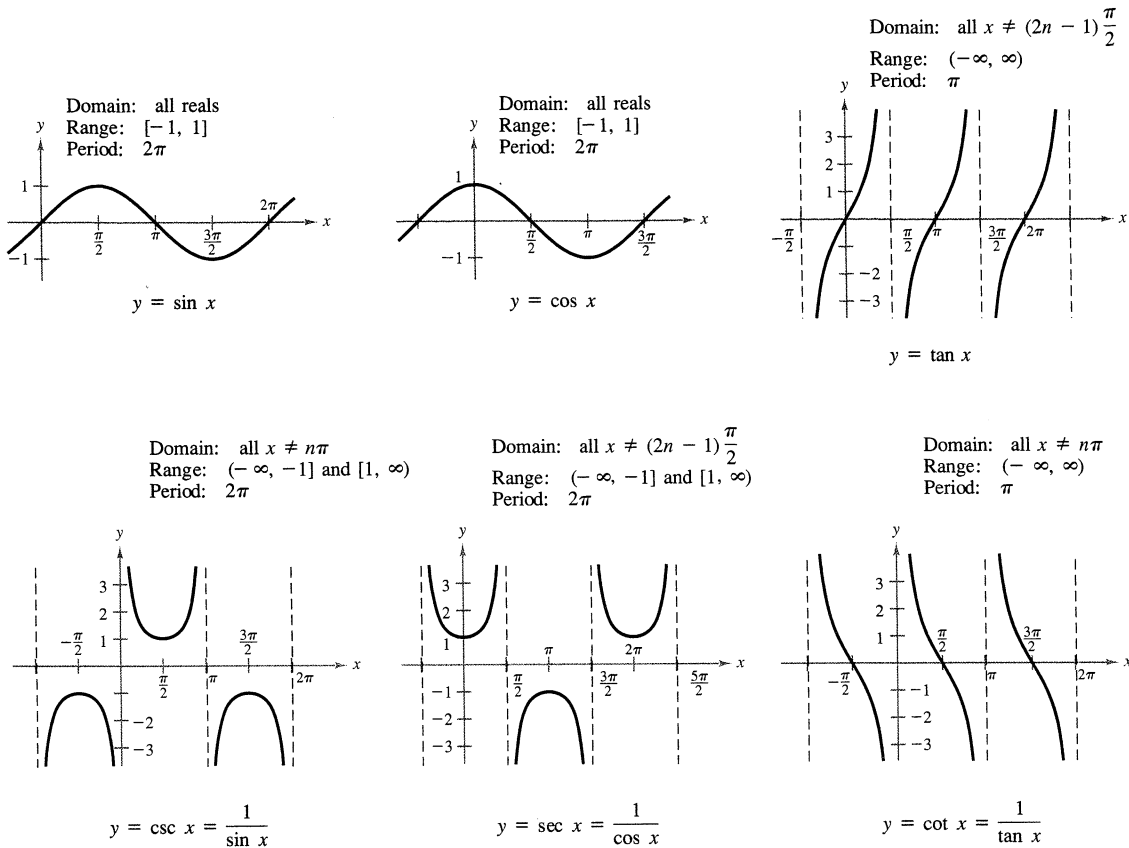 Domain: all reals
Range: [−1, 1]
Period: 2π
y
1
−1
π/2
π
3π/2
2π
x
y = sin x
Domain: all reals
Range: [−1, 1]
Period: 2π
y
1
−1
π/2
π
3π/2
x
y = cos x
Domain: all x ≠ (2n − 1) π/2
Range: (−∞, ∞)
Period: π
y
3
2
1
−2
−3
−π/2
π/2
π
3π/2
2π
x
y = tan x
Domain: all x ≠ nπ
Range: (− ∞, −1] and [1, ∞)
Period: 2π
y
3
2
1
−2
−3
−π/2
π/2
π
3π/2
2π
x
y = csc x = 1/sin x
Domain: all x ≠ (2n − 1) π/2
Range: (− ∞, −1] and [1, ∞)
Period: 2π
y
3
2
1
−1
−2
−3
π/2
π
3π/2
2π
5π/2
x
y = sec x = 1/cos x
Domain: all x ≠ nπ
Range: (− ∞, ∞)
Period: π
y
3
2
1
−1
−2
−3
−π/2
π/2
π
3π/2
2π
x
y = cot x = 1/tan x